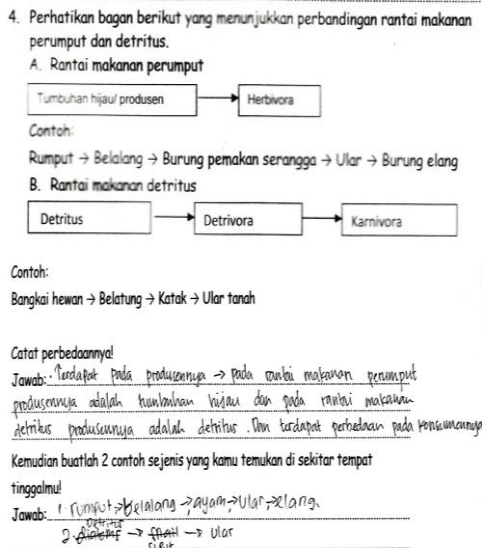 4. Perhatikan bagan berikut yang menunjukkan perbandingan rantai makanan
perumput dan detritus.
A. Rantai makanan perumput
Tumbuhan hijau/ produsen → Herbivora
Contoh:
Rumput → Belalang → Burung pemakan serangga → Ular → Burung elang
B. Rantai makanan detritus
Detritus → Detrivora → Karnivora
Contoh:
Bangkai hewan → Belatung → Katak → Ular tanah
Catat perbedaannya!
Jawab: Terdapat pada produsennya → pada rantai makanan perumput
produsennya adalah tumbuhan hijau dan pada rantai makanan
detritus produsennya adalah detritus. Dan terdapat perbedaan pada konsumennya
Kemudian buatlah 2 contoh sejenis yang kamu temukan di sekitar tempat
tinggalmu!
Jawab: 1. rumput → belalang → ayam → ular → elang.
Detritus
2. → → ular